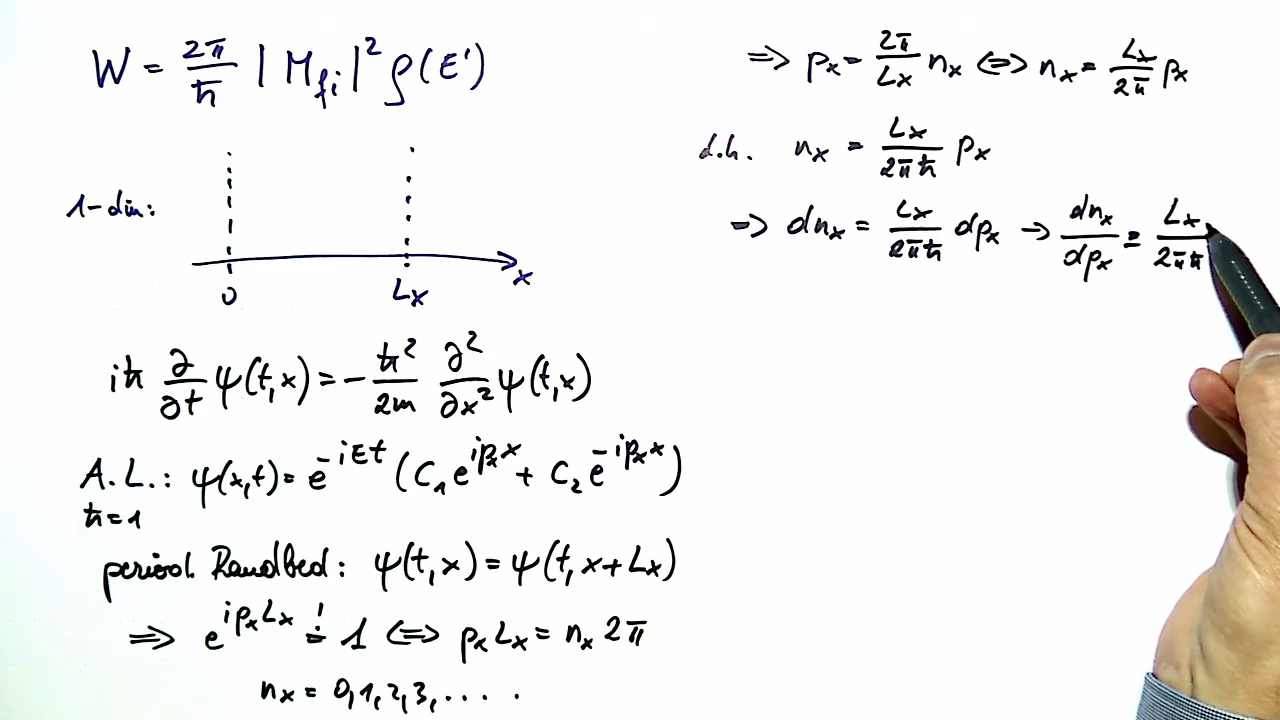 W = 2π/ħ |M_fi|² ρ(E')
1-dim:
0 L_x x
iħ ∂/∂t ψ(t,x) = - ħ²/2m ∂²/∂x² ψ(t,x)
A.L.: ψ(x,t) = e^{-iEt} (C₁ e^{ip_x x} + C₂ e^{-ip_x x})
ħ=1
period. Randbed: ψ(t,x) = ψ(t,x+L_x)
⇒ e^{ip_x L_x} =! 1 ⇔ p_x L_x = n_x 2π
n_x = 0,1,2,3,....
⇒ p_x = 2π/L_x n_x ⇔ n_x = L_x/2π p_x
d.h. n_x = L_x/2πħ p_x
⇒ dn_x = L_x/2πħ dp_x → dn_x/dp_x = L_x/2πħ